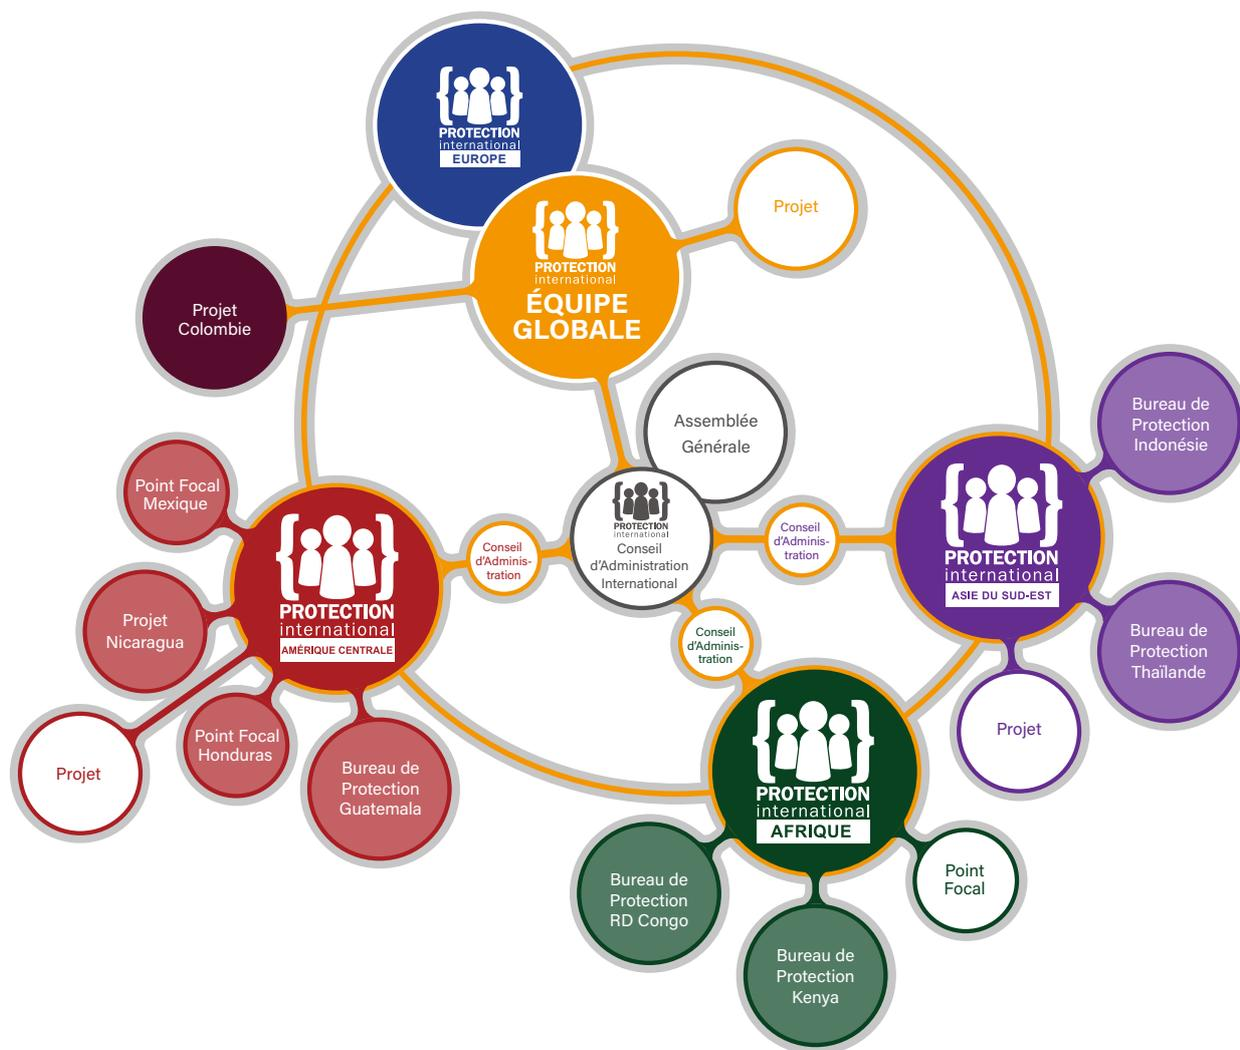 PROTECTION
international
EUROPE
PROTECTION
international
ÉQUIPE
GLOBALE
Projet
Projet
Colombie
Assemblée
Générale
PROTECTION
international
Conseil
d'Administration
International
Conseil
d'Adminis-
tration
Conseil
d'Adminis-
tration
Conseil
d'Adminis-
tration
Bureau de
Protection
Indonésie
PROTECTION
international
ASIE DU SUD-EST
Bureau de
Protection
Thaïlande
Projet
Point Focal
Mexique
PROTECTION
international
AMÉRIQUE CENTRALE
Projet
Nicaragua
Projet
Point Focal
Honduras
Bureau de
Protection
Guatemala
PROTECTION
international
AFRIQUE
Bureau de
Protection
RD Congo
Bureau de
Protection
Kenya
Point
Focal